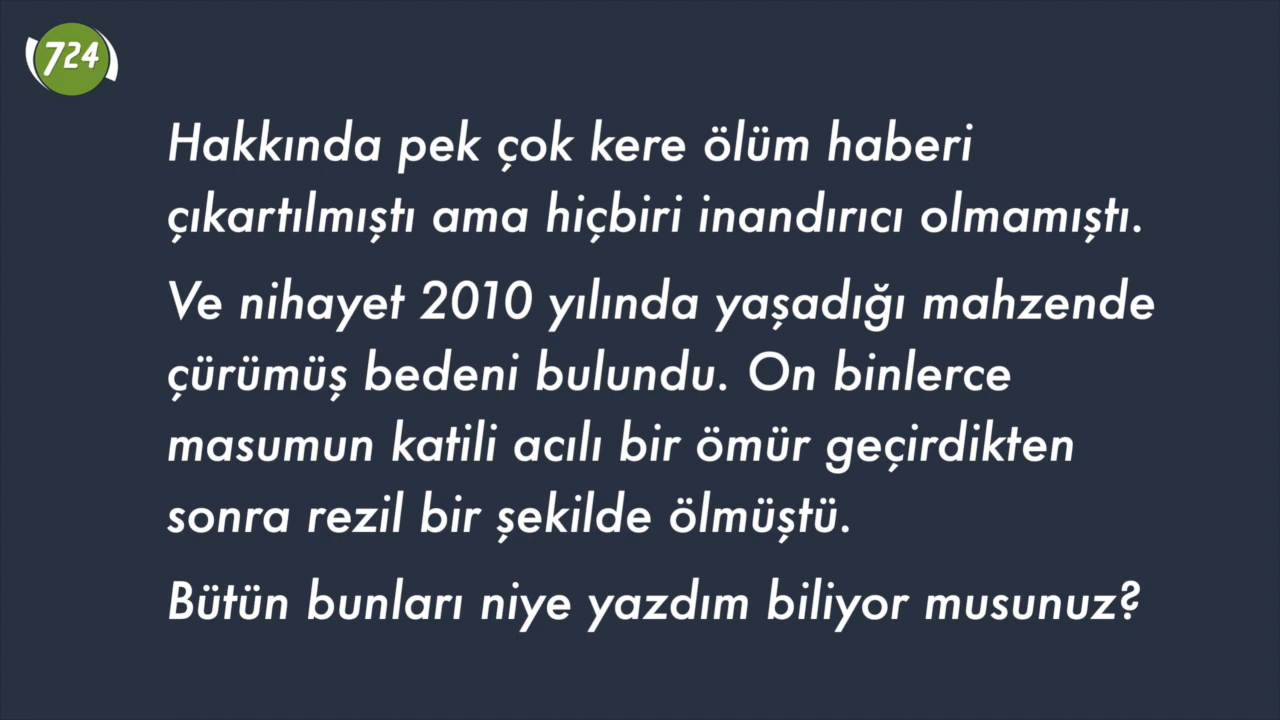 724
Hakkında pek çok kere ölüm haberi
çıkartılmıştı ama hiçbiri inandırıcı olmamıştı.
Ve nihayet 2010 yılında yaşadığı mahzende
çürümüş bedeni bulundu. On binlerce
masumun katili acılı bir ömür geçirdikten
sonra rezil bir şekilde ölmüştü.
Bütün bunları niye yazdım biliyor musunuz?